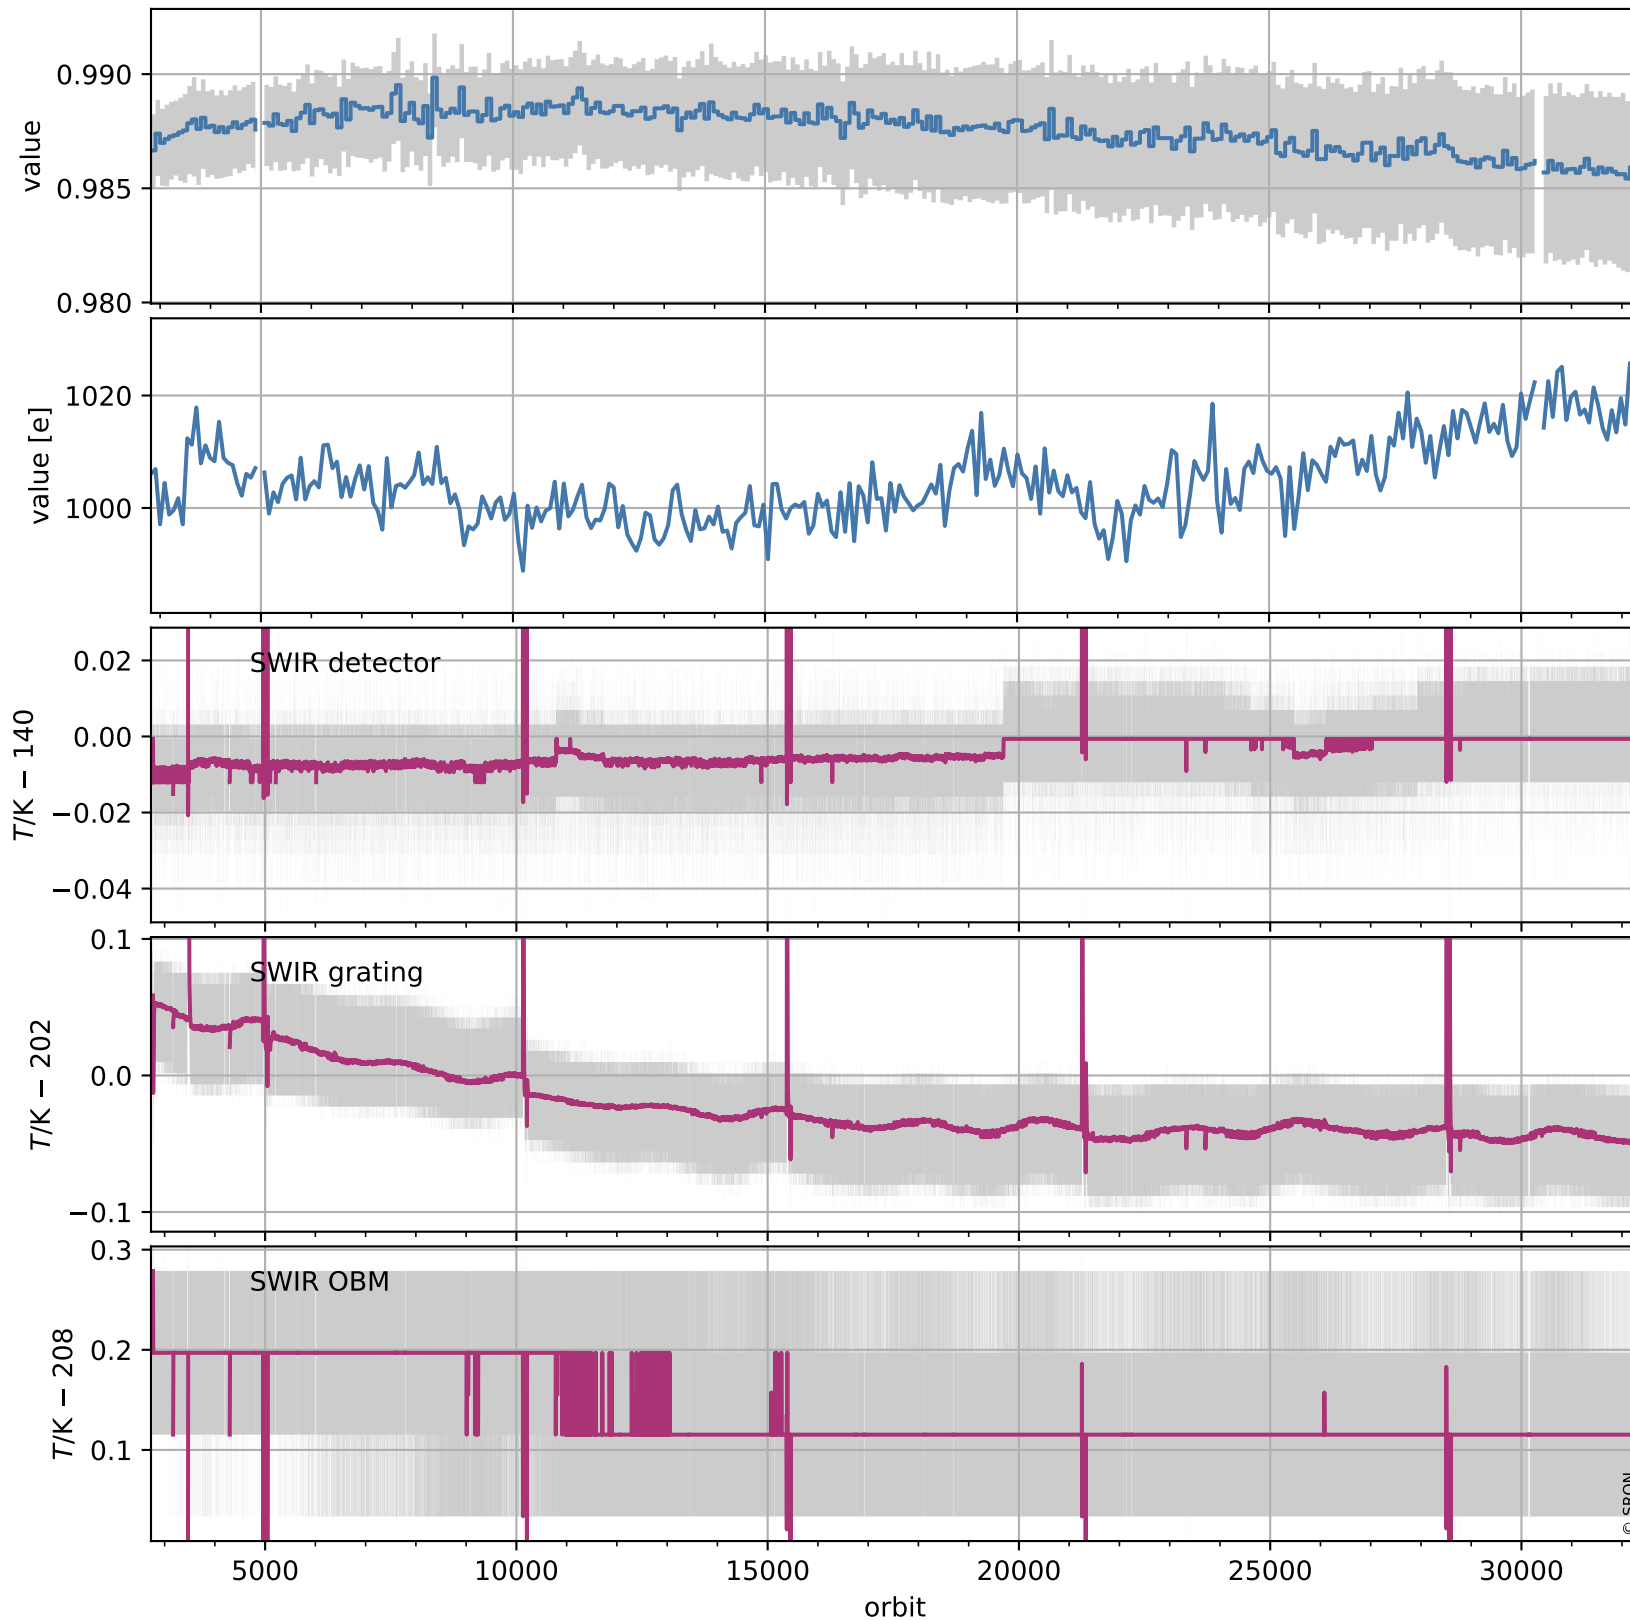 0.990
0.985
0.980
value
1020
1000
value [e]
SWIR detector
0.02
0.00
−0.02
−0.04
T/K − 140
SWIR grating
0.1
0.0
−0.1
T/K − 202
SWIR OBM
0.3
0.2
0.1
T/K − 208
5000 10000 15000 20000 25000 30000
orbit
© SRON